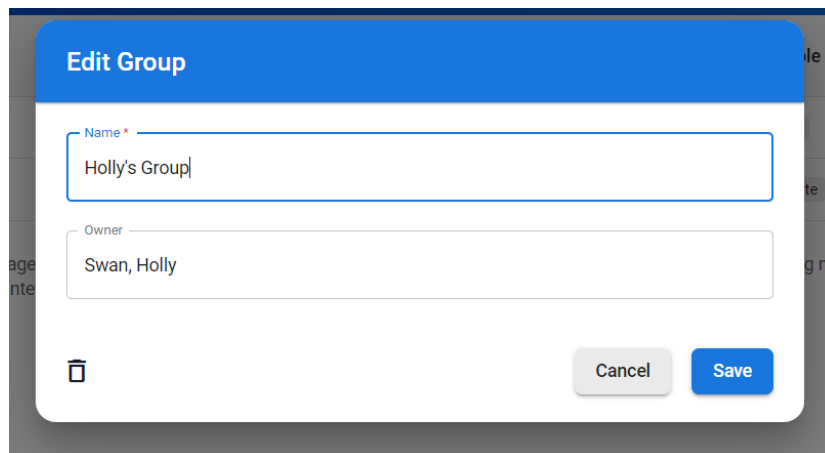 Edit Group
Name *
Holly's Group
Owner
Swan, Holly
Cancel
Save